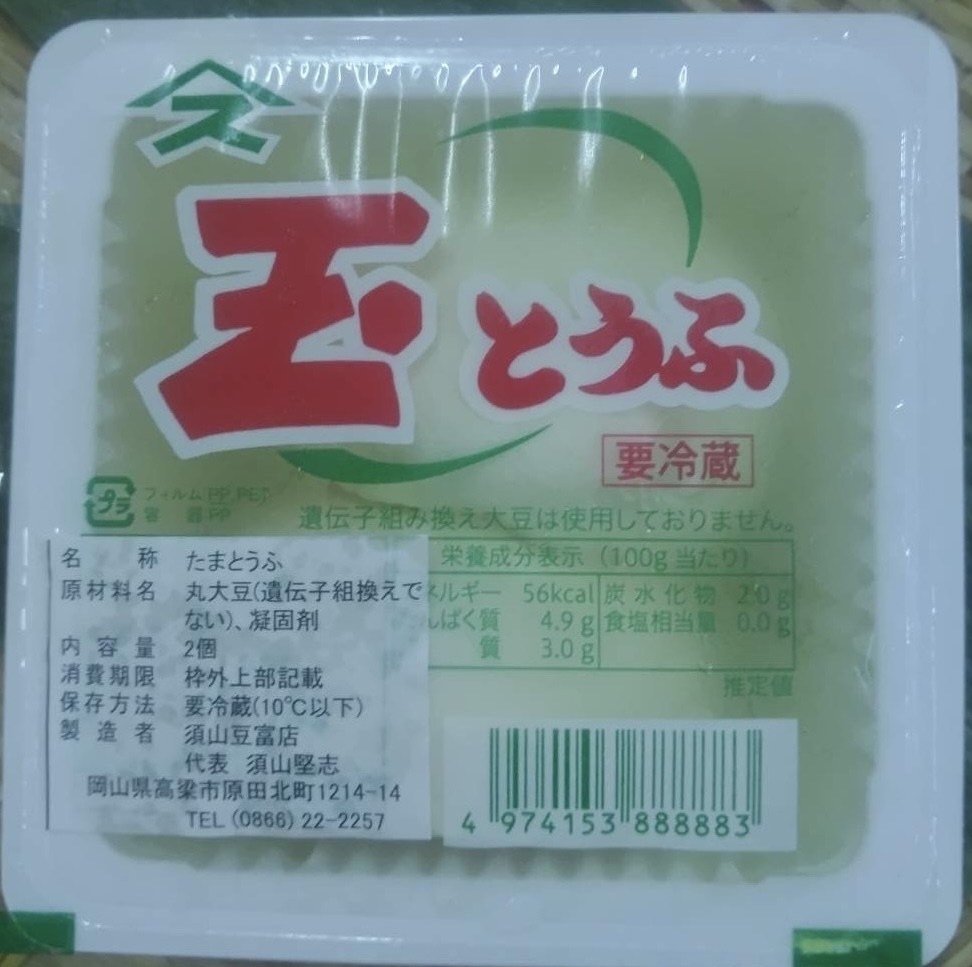 ス
玉とうふ
要冷蔵
プラ
フィルム PP,PET
容 器 PP
遺伝子組み換え大豆は使用しておりません。
名 称 たまとうふ
原材料名 丸大豆(遺伝子組換えで
ない)、凝固剤
内容量 2個
消費期限 枠外上部記載
保存方法 要冷蔵(10℃以下)
製造者 須山豆富店
代表 須山堅志
岡山県高梁市原田北町1214-14
TEL (0866) 22-2257
栄養成分表示 (100g 当たり)
ネルギー 56kcal 炭水化物 2.0g
んぱく質 4.9g 食塩相当量 0.0g
質 3.0g
推定値
4 974153 888883